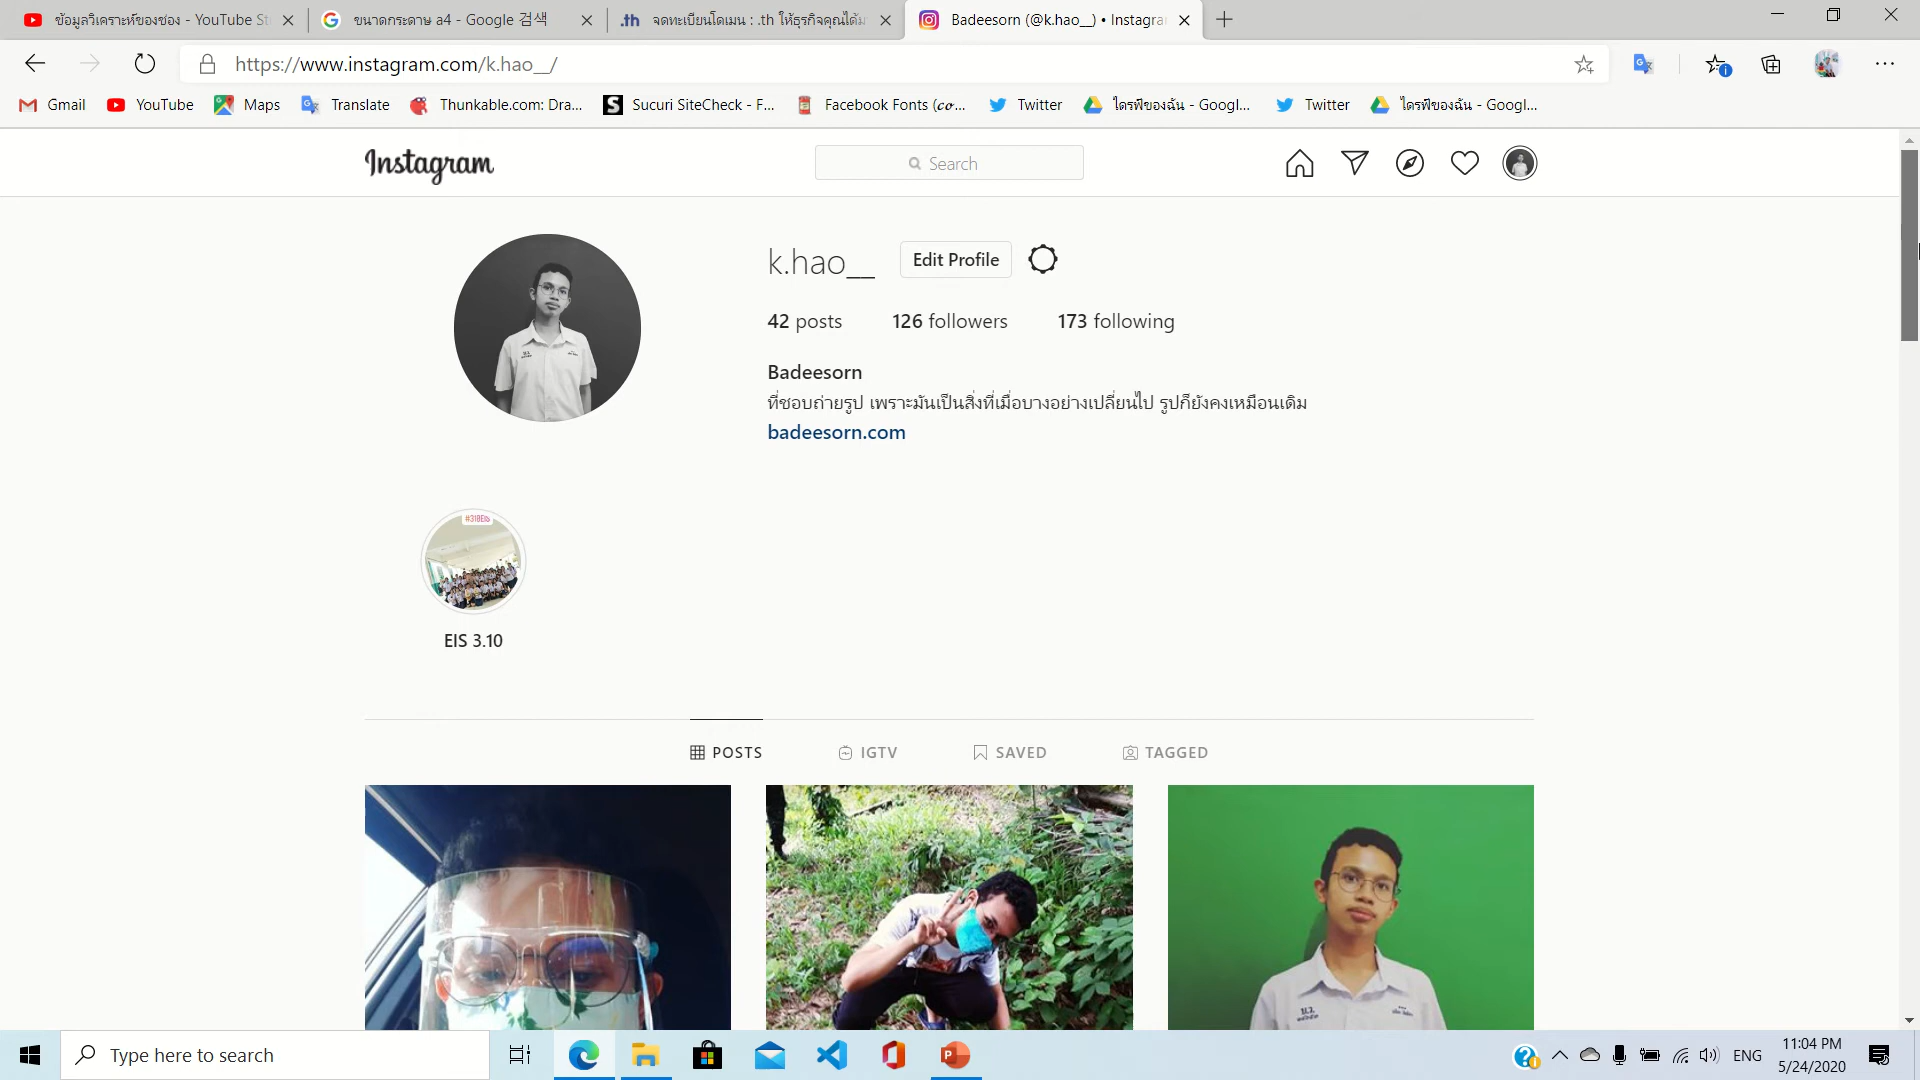 ข้อมูลวิเคราะห์ของช่อง - YouTube St
ขนาดกระดาษ a4 - Google 검색
.th จดทะเบียนโดเมน : .th ให้ธุรกิจคุณได้ม
Badeesorn (@k.hao__) • Instagra
https://www.instagram.com/k.hao__/
Gmail
YouTube
Maps
Translate
Thunkable.com: Dra...
Sucuri SiteCheck - F...
Facebook Fonts (𝒄𝒐...
Twitter
ไดรฟ์ของฉัน - Googl...
Twitter
ไดรฟ์ของฉัน - Googl...
Instagram
Search
k.hao__
Edit Profile
42 posts
126 followers
173 following
Badeesorn
ที่ชอบถ่ายรูป เพราะมันเป็นสิ่งที่เมื่อบางอย่างเปลี่ยนไป รูปก็ยังคงเหมือนเดิม
badeesorn.com
EIS 3.10
POSTS
IGTV
SAVED
TAGGED
Type here to search
ENG
11:04 PM
5/24/2020